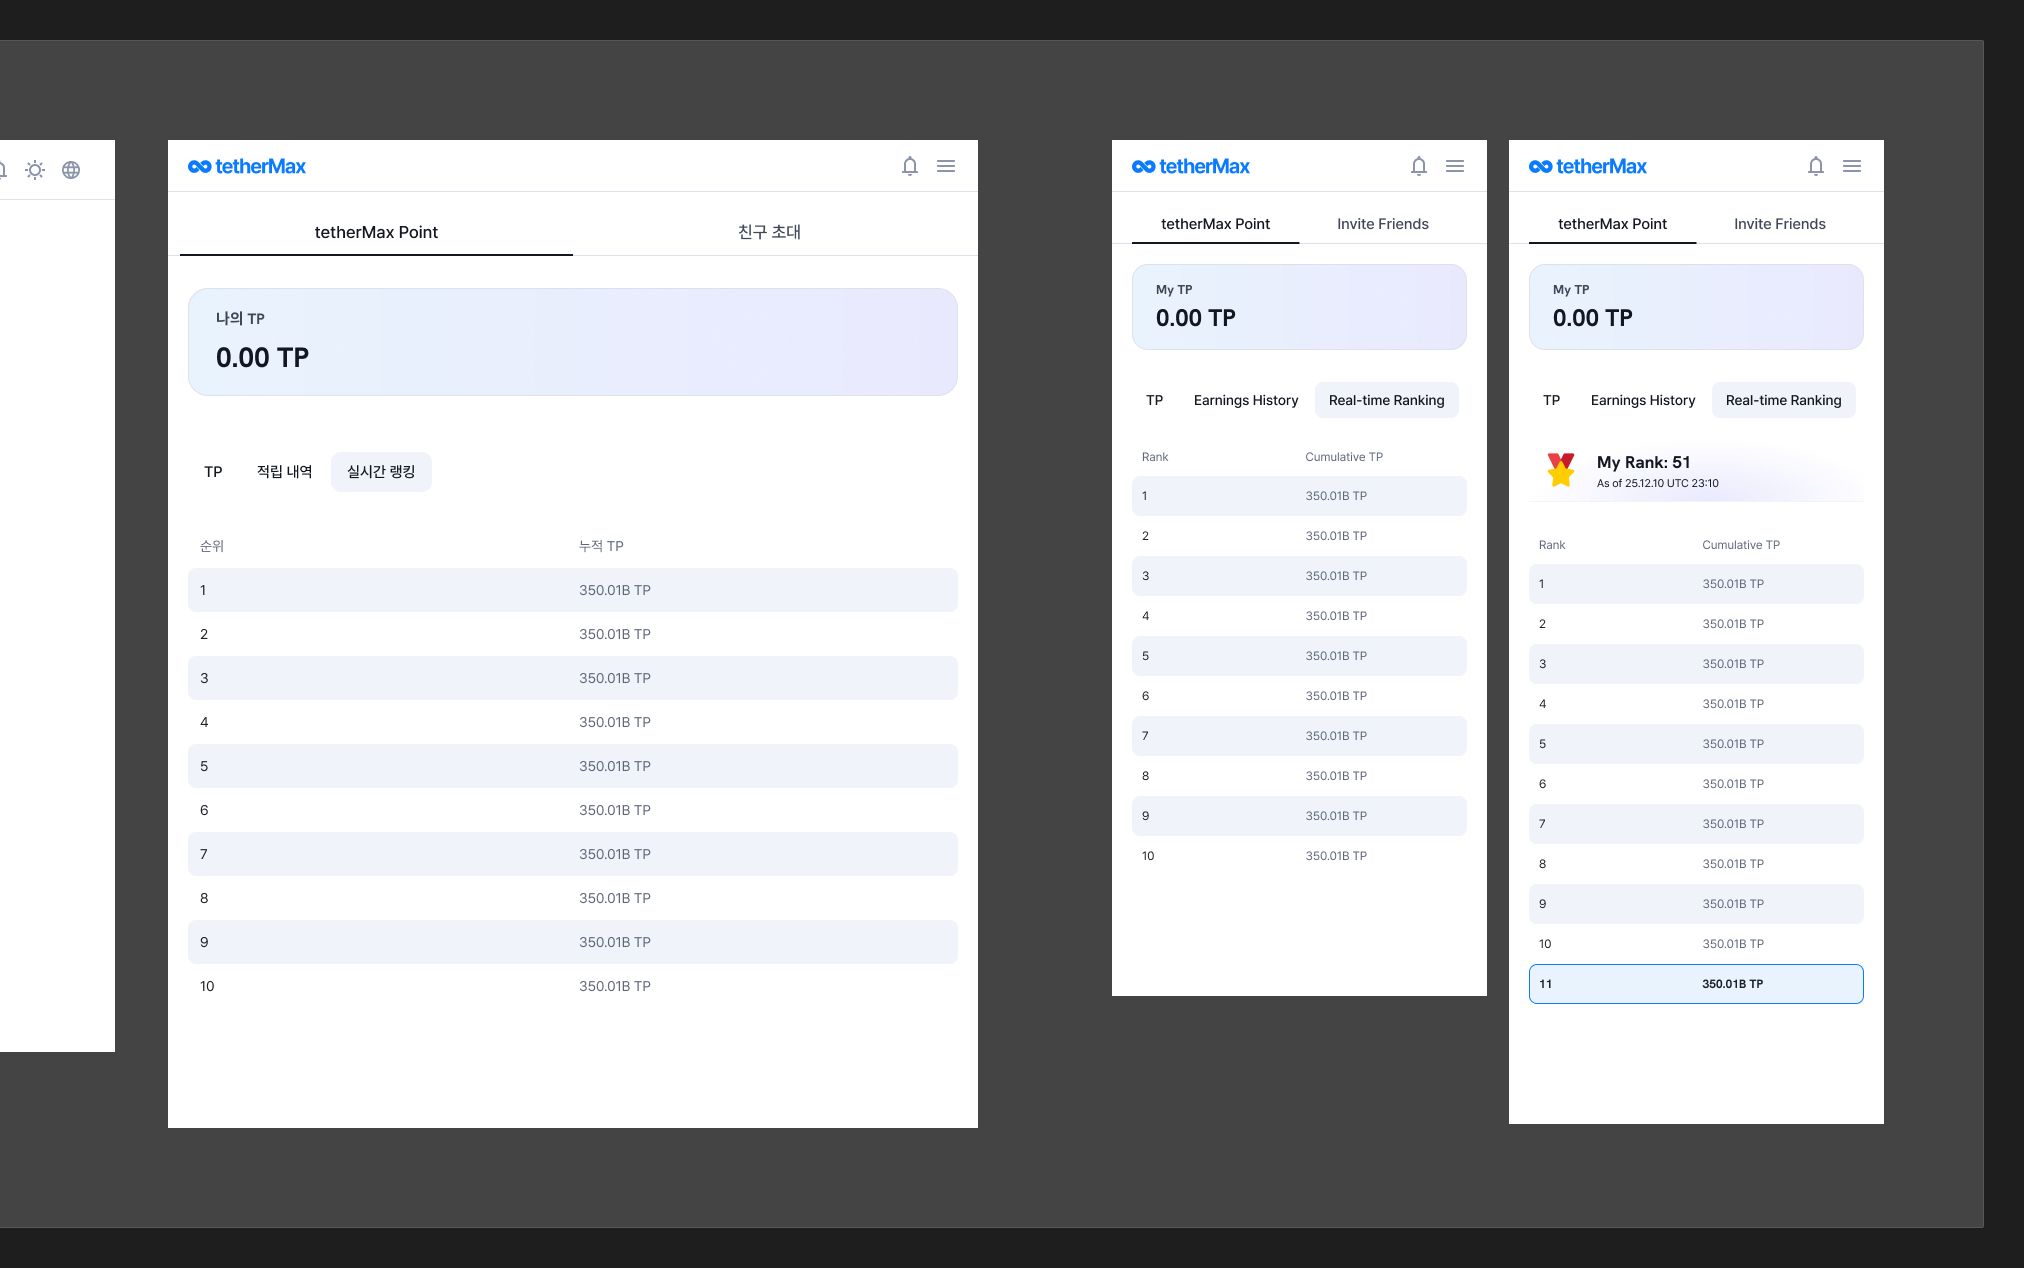 tetherMax
tetherMax Point 친구 초대
나의 TP
0.00 TP
TP 적립 내역 실시간 랭킹
순위 누적 TP
1 350.01B TP
2 350.01B TP
3 350.01B TP
4 350.01B TP
5 350.01B TP
6 350.01B TP
7 350.01B TP
8 350.01B TP
9 350.01B TP
10 350.01B TP
tetherMax
tetherMax Point Invite Friends
My TP
0.00 TP
TP Earnings History Real-time Ranking
Rank Cumulative TP
1 350.01B TP
2 350.01B TP
3 350.01B TP
4 350.01B TP
5 350.01B TP
6 350.01B TP
7 350.01B TP
8 350.01B TP
9 350.01B TP
10 350.01B TP
tetherMax
tetherMax Point Invite Friends
My TP
0.00 TP
TP Earnings History Real-time Ranking
My Rank: 51
As of 25.12.10 UTC 23:10
Rank Cumulative TP
1 350.01B TP
2 350.01B TP
3 350.01B TP
4 350.01B TP
5 350.01B TP
6 350.01B TP
7 350.01B TP
8 350.01B TP
9 350.01B TP
10 350.01B TP
11 350.01B TP